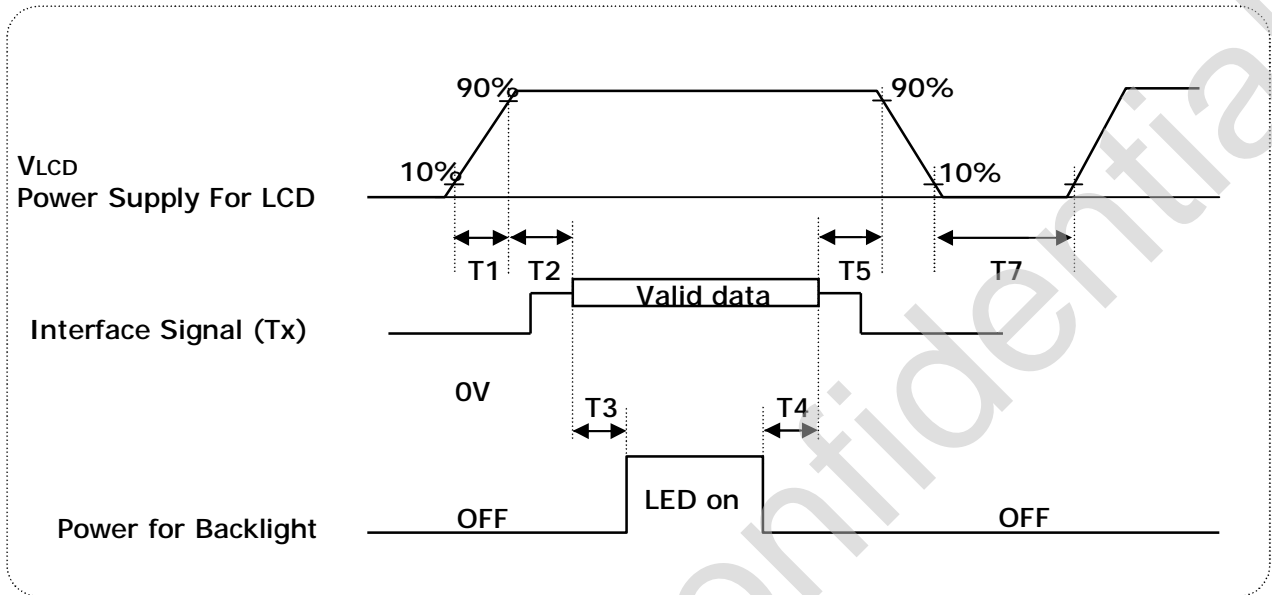 90%
90%
VLCD
10%
10%
Power Supply For LCD
T1
T2
T5
T7
Valid data
Interface Signal (Tx)
0V
T3
T4
LED on
Power for Backlight
OFF
OFF
Confidential